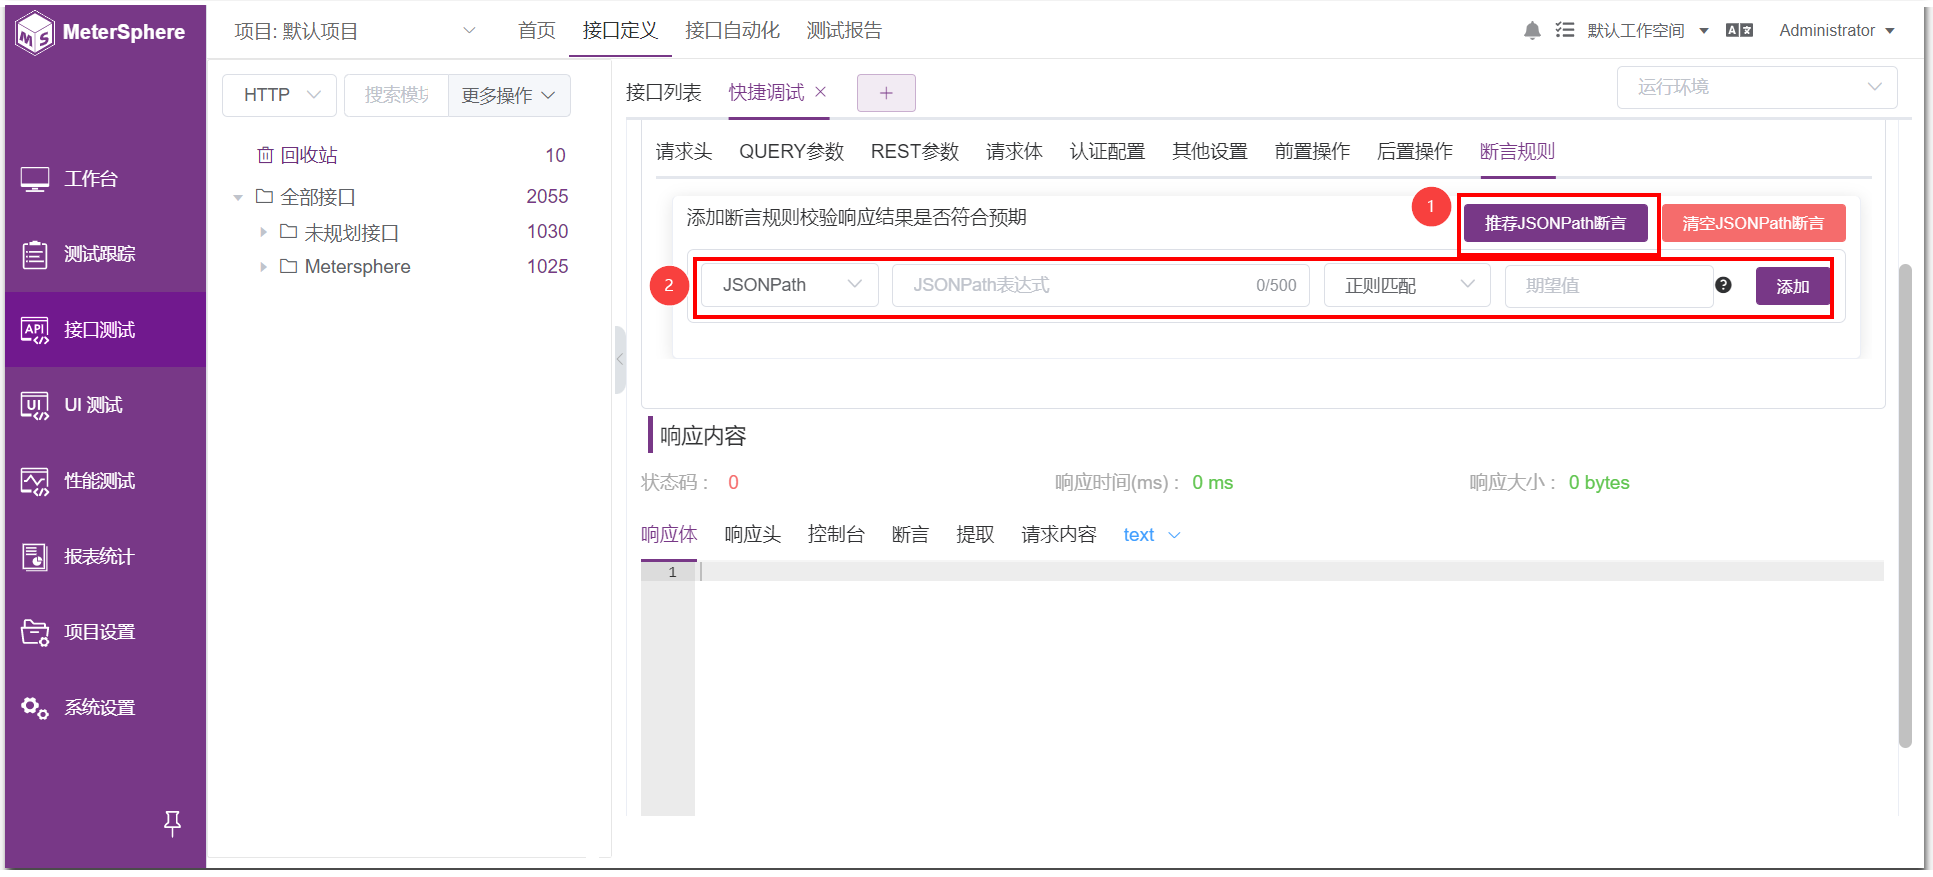 MeterSphere
项目: 默认项目
首页 接口定义 接口自动化 测试报告
默认工作空间
Administrator
工作台
测试跟踪
API 接口测试
UI 测试
性能测试
报表统计
项目设置
系统设置
HTTP 搜索模块 更多操作
回收站 10
全部接口 2055
未规划接口 1030
Metersphere 1025
接口列表 快捷调试 × +
运行环境
请求头 QUERY参数 REST参数 请求体 认证配置 其他设置 前置操作 后置操作 断言规则
添加断言规则校验响应结果是否符合预期
1 推荐JSONPath断言 清空JSONPath断言
2 JSONPath JSONPath表达式 0/500 正则匹配 期望值 ? 添加
响应内容
状态码： 0 响应时间(ms)： 0 ms 响应大小： 0 bytes
响应体 响应头 控制台 断言 提取 请求内容 text
1